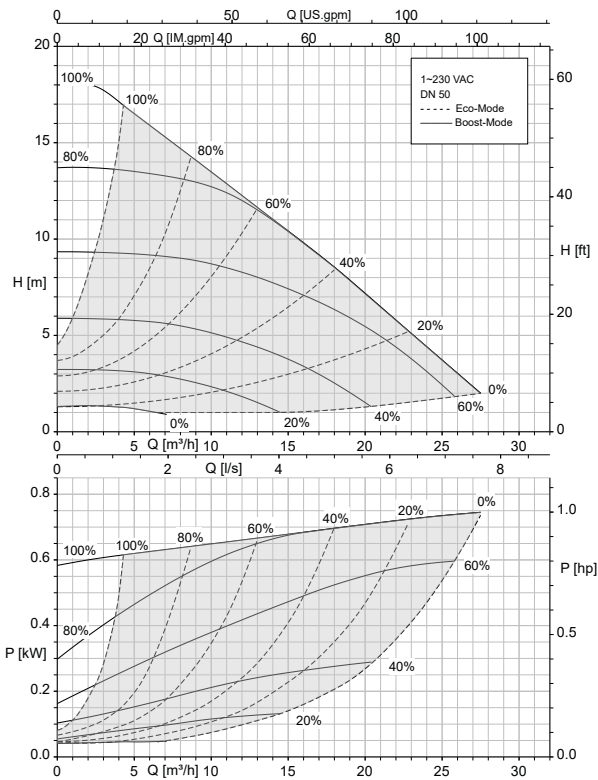 0 50 Q [US.gpm] 100
0 20 Q [IM.gpm] 40 60 80 100
20 15 10 5 0
H [m]
60 40 20 0
H [ft]
1~230 VAC
DN 50
Eco-Mode
Boost-Mode
100%
100%
80%
80%
60%
40%
20%
0%
60%
40%
20%
0%
5 Q [m³/h] 10 15 20 25 30
0 2 Q [l/s] 4 6 8
0.8 0.6 0.4 0.2 0.0
P [kW]
1.0 0.5 0.0
P [hp]
100%
100%
80%
60%
40%
20%
0%
80%
60%
40%
20%
0 5 Q [m³/h] 10 15 20 25 30